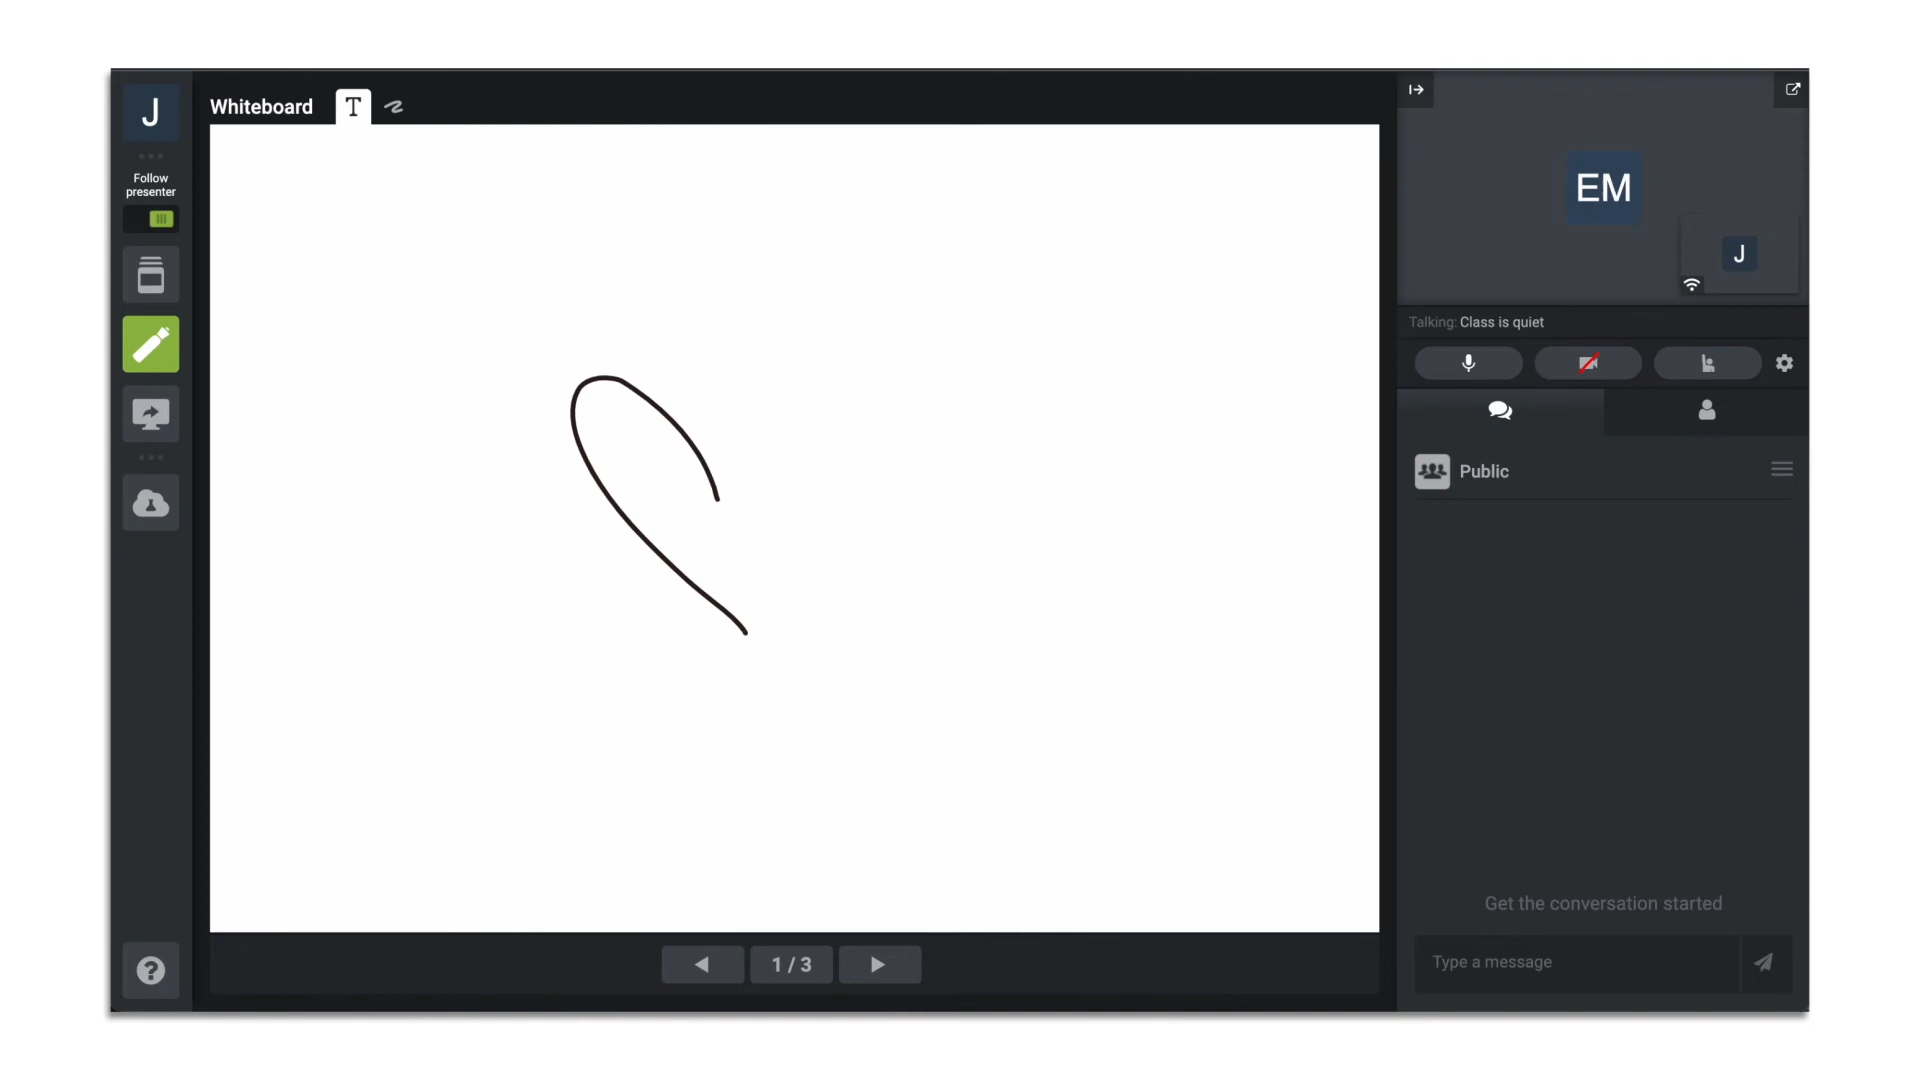 J
Whiteboard T
Follow
presenter
EM
J
Talking: Class is quiet
Public
Get the conversation started
Type a message
1 / 3
?